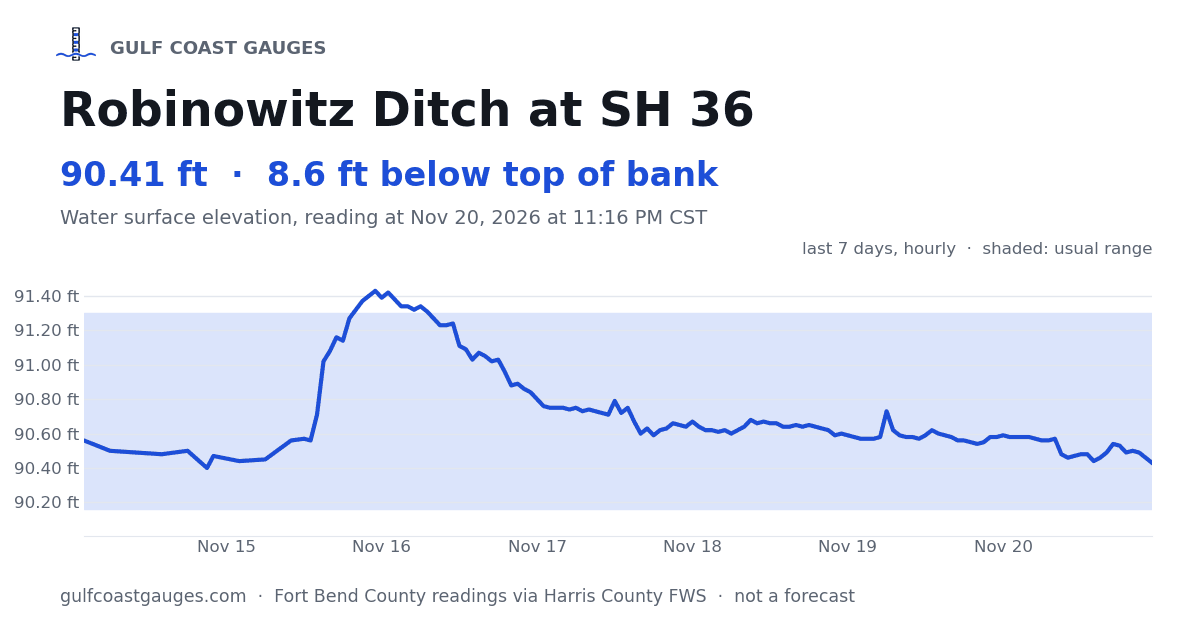 GULF COAST GAUGES
Robinowitz Ditch at SH 36
90.41 ft · 8.6 ft below top of bank
Water surface elevation, reading at Nov 20, 2026 at 11:16 PM CST
last 7 days, hourly · shaded: usual range
91.40 ft
91.20 ft
91.00 ft
90.80 ft
90.60 ft
90.40 ft
90.20 ft
Nov 15 Nov 16 Nov 17 Nov 18 Nov 19 Nov 20
gulfcoastgauges.com · Fort Bend County readings via Harris County FWS · not a forecast